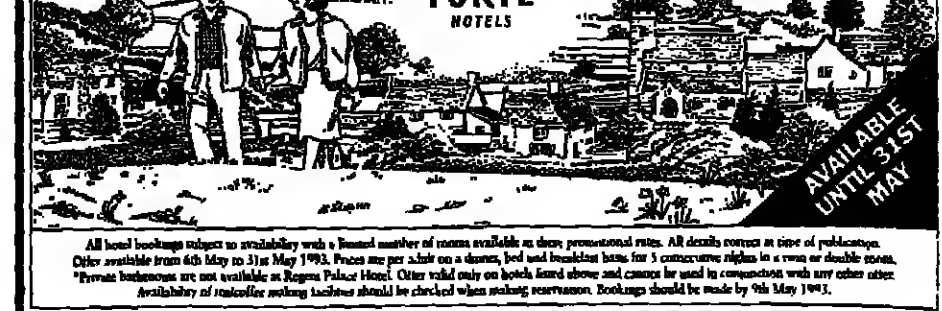 FORTE
HOTELS
AVAILABLE
UNTIL 31ST
MAY
All hotel bookings subject to availability with a limited number of rooms available at these promotional rates. All details correct at time of publication.
Offer available from 6th May to 31st May 1993. Prices are per adult on a dinner, bed and breakfast basis for 5 consecutive nights in a twin or double room.
*Private bathrooms are not available at Regent Palace Hotel. Offer valid only on hotels listed above and cannot be used in conjunction with any other offer.
Availability of tea/coffee making facilities should be checked when making reservation. Bookings should be made by 9th May 1993.